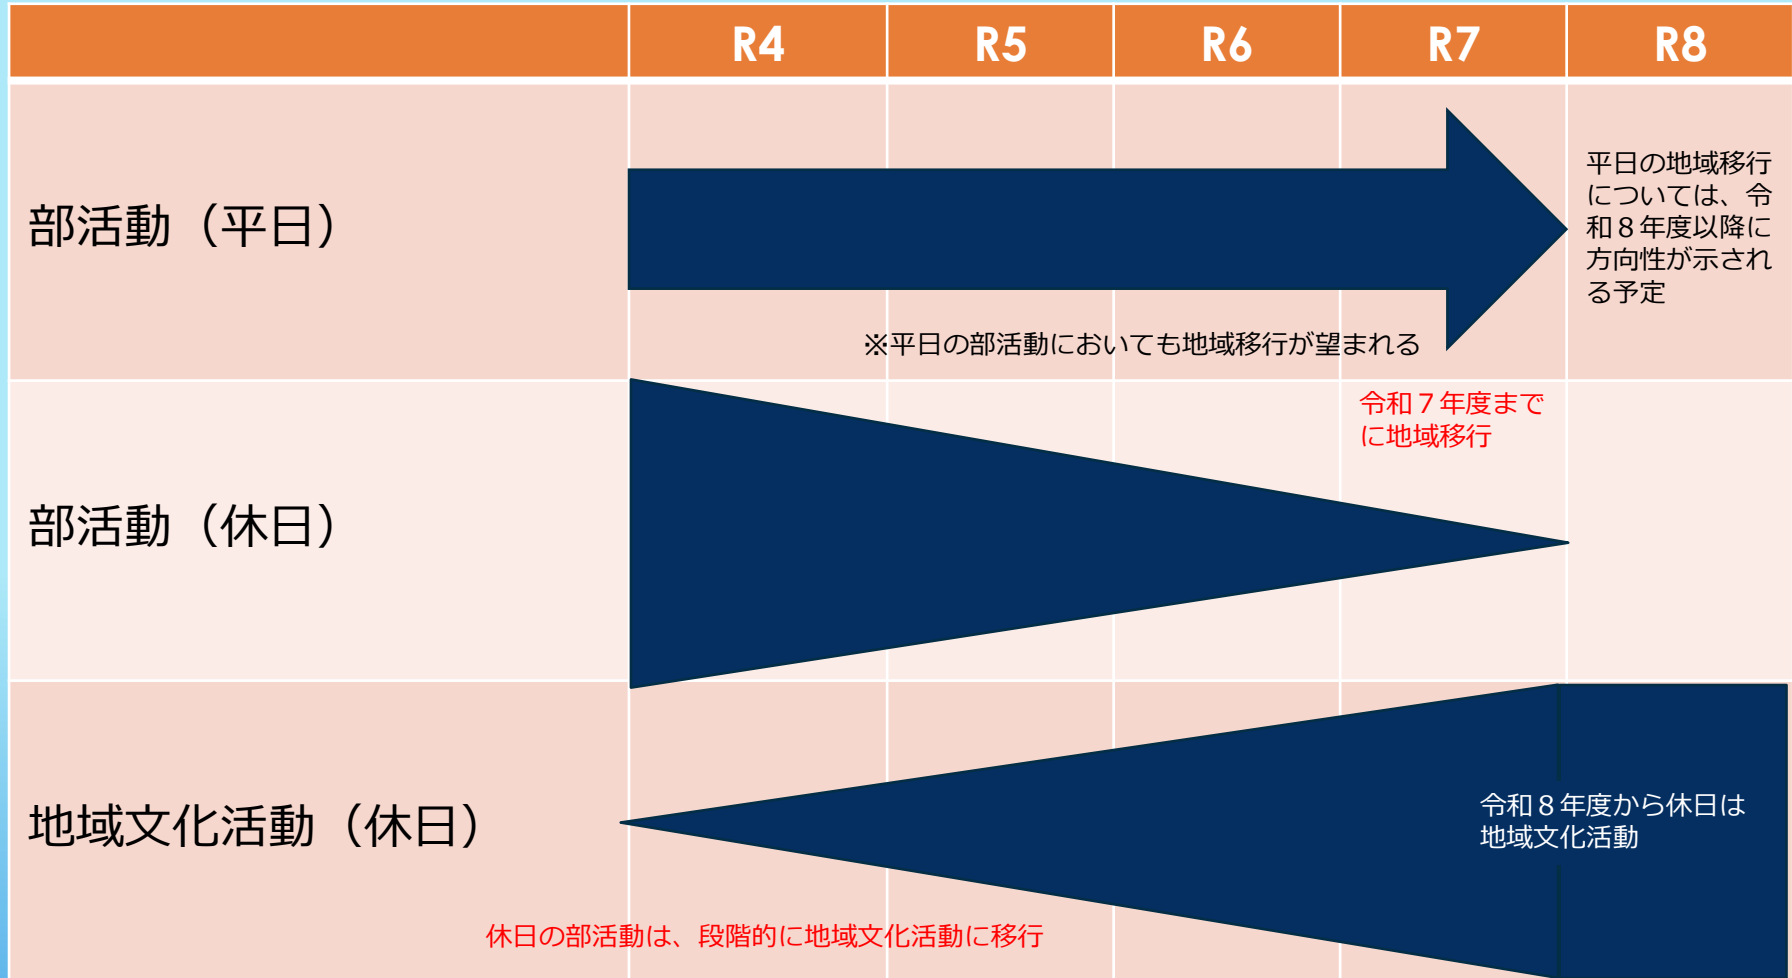 R4 R5 R6 R7 R8
部活動（平日）
平日の地域移行
については、令
和８年度以降に
方向性が示され
る予定
※平日の部活動においても地域移行が望まれる
部活動（休日）
令和７年度まで
に地域移行
地域文化活動（休日）
令和８年度から休日は
地域文化活動
休日の部活動は、段階的に地域文化活動に移行